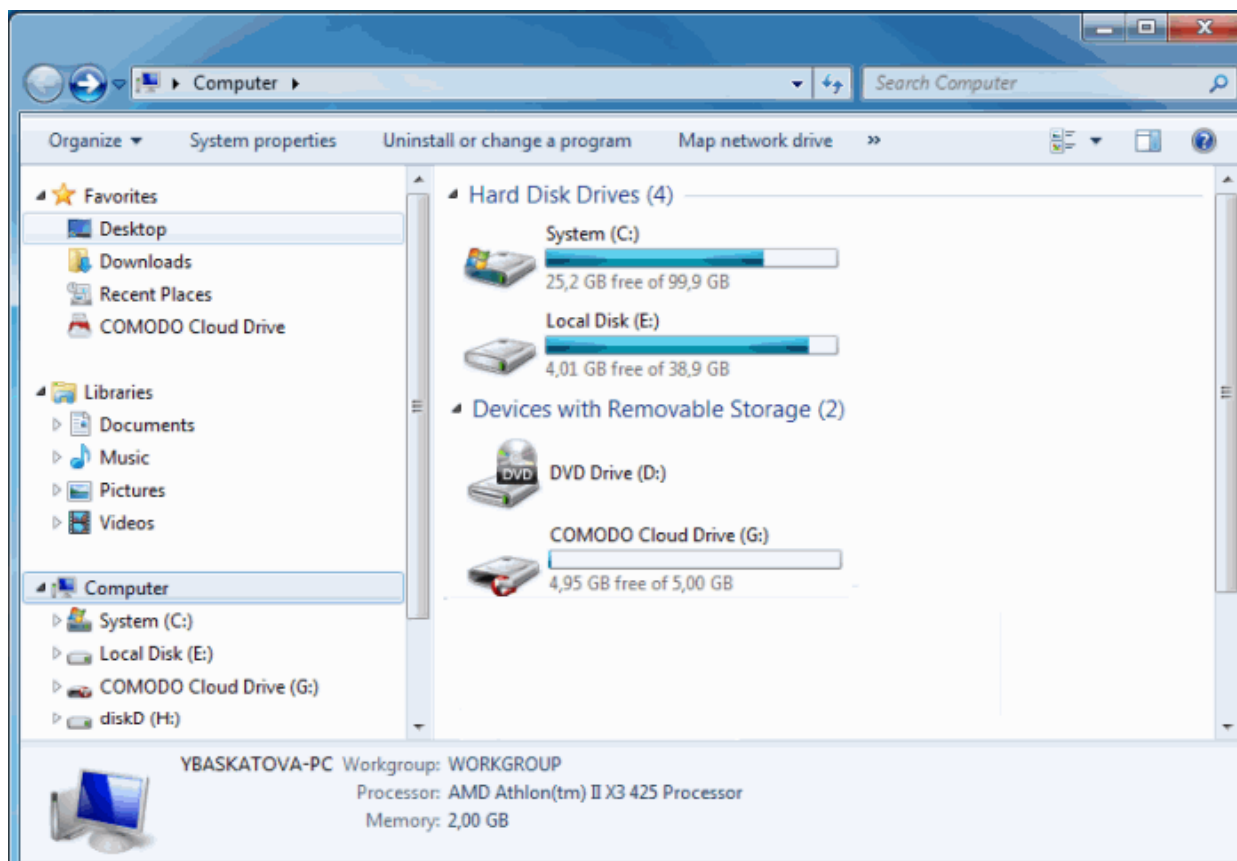 Computer
Search Computer
Organize System properties Uninstall or change a program Map network drive »
Favorites
Desktop
Downloads
Recent Places
COMODO Cloud Drive
Libraries
Documents
Music
Pictures
Videos
Computer
System (C:)
Local Disk (E:)
COMODO Cloud Drive (G:)
diskD (H:)
Hard Disk Drives (4)
System (C:)
25,2 GB free of 99,9 GB
Local Disk (E:)
4,01 GB free of 38,9 GB
Devices with Removable Storage (2)
DVD
DVD Drive (D:)
COMODO Cloud Drive (G:)
4,95 GB free of 5,00 GB
YBASKATOVA-PC Workgroup: WORKGROUP
Processor: AMD Athlon(tm) II X3 425 Processor
Memory: 2,00 GB